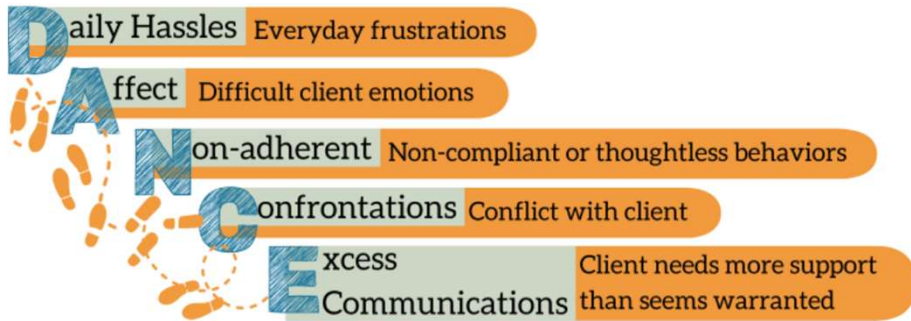 Daily Hassles Everyday frustrations
Affect Difficult client emotions
Non-adherent Non-compliant or thoughtless behaviors
Confrontations Conflict with client
Excess Client needs more support
Communications than seems warranted